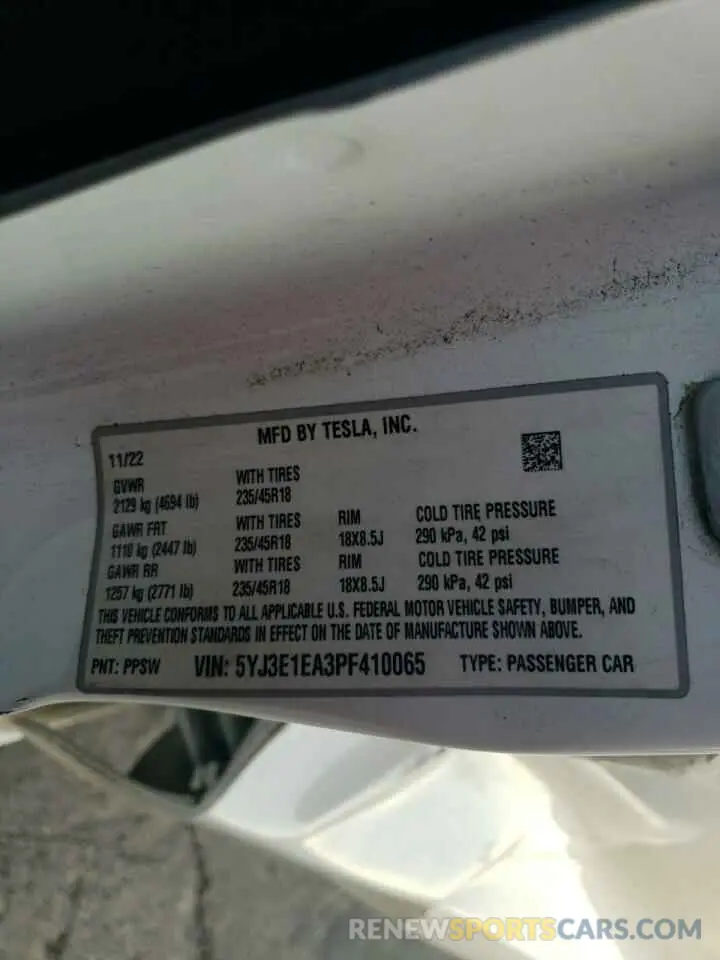 MFD BY TESLA, INC.
11/22
GVWR WITH TIRES
2129 kg (4694 lb) 235/45R18
GAWR FRT WITH TIRES RIM COLD TIRE PRESSURE
1110 kg (2447 lb) 235/45R18 18X8.5J 290 kPa, 42 psi
GAWR RR WITH TIRES RIM COLD TIRE PRESSURE
1257 kg (2771 lb) 235/45R18 18X8.5J 290 kPa, 42 psi
THIS VEHICLE CONFORMS TO ALL APPLICABLE U.S. FEDERAL MOTOR VEHICLE SAFETY, BUMPER, AND
THEFT PREVENTION STANDARDS IN EFFECT ON THE DATE OF MANUFACTURE SHOWN ABOVE.
PNT: PPSW VIN: 5YJ3E1EA3PF410065 TYPE: PASSENGER CAR
RENEWSPORTSCARS.COM